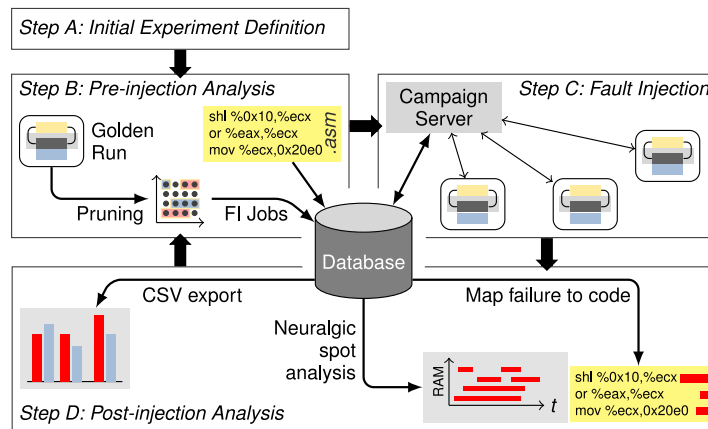 Step A: Initial Experiment Definition
Step B: Pre-injection Analysis
Golden
Run
shl %0x10,%ecx
or %eax,%ecx
mov %ecx,0x20e0
.asm
Pruning
FI Jobs
Step C: Fault Injection
Campaign
Server
Database
CSV export
Map failure to code
Neuralgic
spot
analysis
RAM
t
shl %0x10,%ecx
or %eax,%ecx
mov %ecx,0x20e0
Step D: Post-injection Analysis